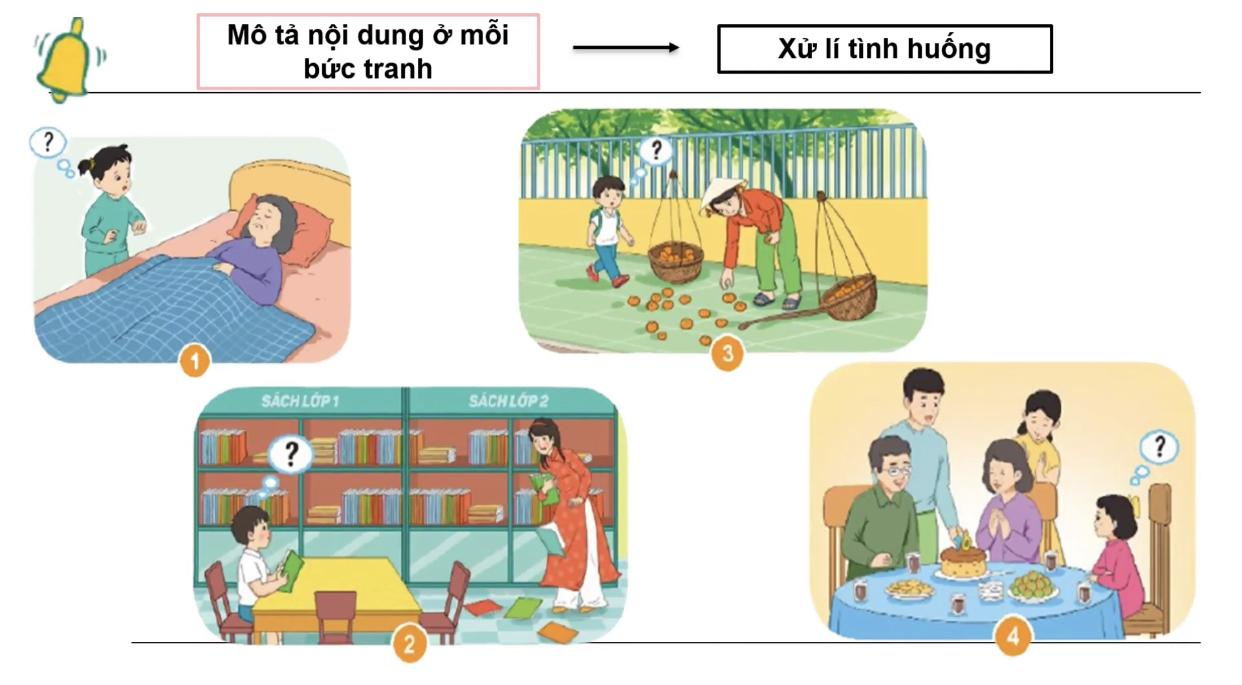 Mô tả nội dung ở mỗi
bức tranh
Xử lí tình huống
?
?
1
3
SÁCH LỚP 1
SÁCH LỚP 2
?
?
2
4